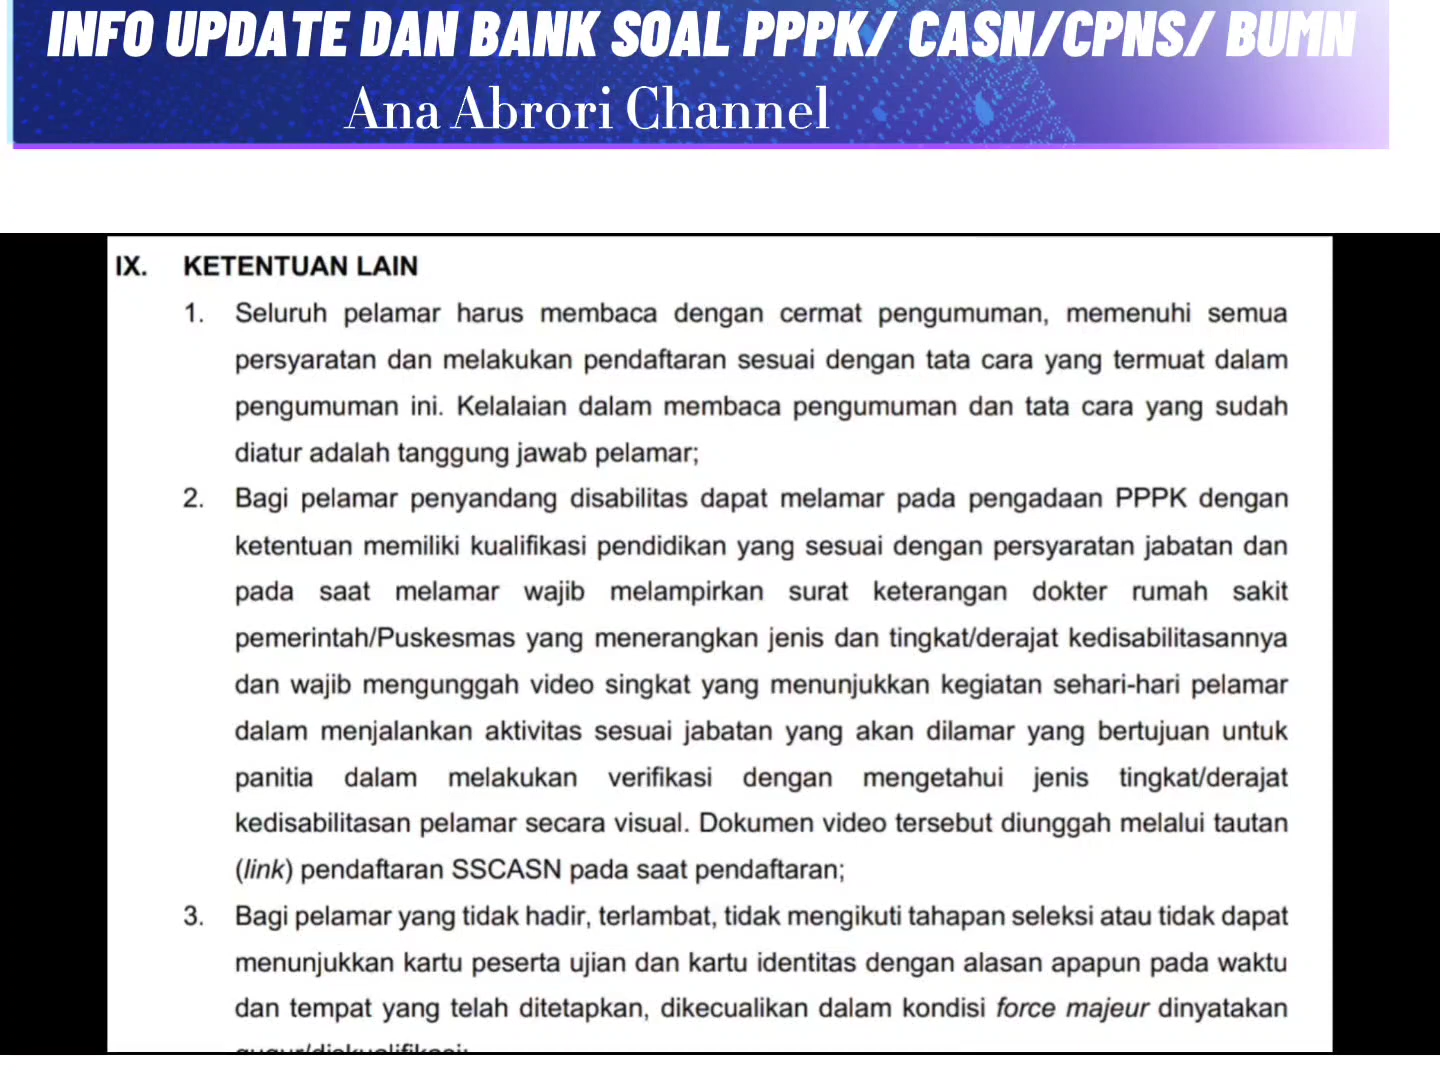 INFO UPDATE DAN BANK SOAL PPPK/ CASN/CPNS/ BUMN
Ana Abrori Channel
IX. KETENTUAN LAIN
1. Seluruh pelamar harus membaca dengan cermat pengumuman, memenuhi semua
persyaratan dan melakukan pendaftaran sesuai dengan tata cara yang termuat dalam
pengumuman ini. Kelalaian dalam membaca pengumuman dan tata cara yang sudah
diatur adalah tanggung jawab pelamar;
2. Bagi pelamar penyandang disabilitas dapat melamar pada pengadaan PPPK dengan
ketentuan memiliki kualifikasi pendidikan yang sesuai dengan persyaratan jabatan dan
pada saat melamar wajib melampirkan surat keterangan dokter rumah sakit
pemerintah/Puskesmas yang menerangkan jenis dan tingkat/derajat kedisabilitasannya
dan wajib mengunggah video singkat yang menunjukkan kegiatan sehari-hari pelamar
dalam menjalankan aktivitas sesuai jabatan yang akan dilamar yang bertujuan untuk
panitia dalam melakukan verifikasi dengan mengetahui jenis tingkat/derajat
kedisabilitasan pelamar secara visual. Dokumen video tersebut diunggah melalui tautan
(link) pendaftaran SSCASN pada saat pendaftaran;
3. Bagi pelamar yang tidak hadir, terlambat, tidak mengikuti tahapan seleksi atau tidak dapat
menunjukkan kartu peserta ujian dan kartu identitas dengan alasan apapun pada waktu
dan tempat yang telah ditetapkan, dikecualikan dalam kondisi force majeur dinyatakan